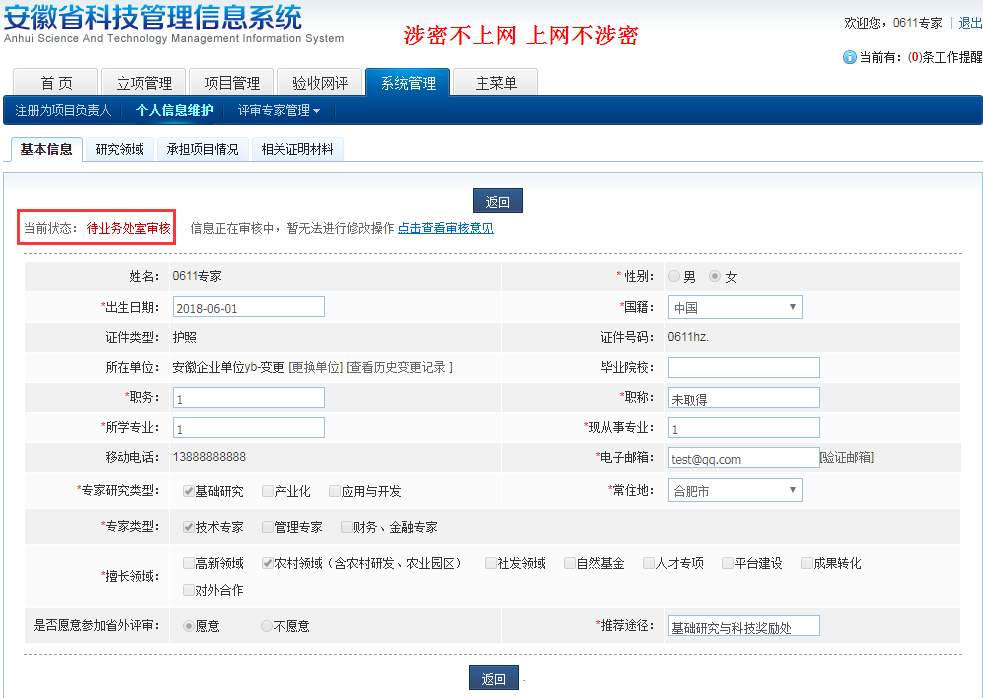 安徽省科技管理信息系统
Anhui Science And Technology Management Information System
涉密不上网 上网不涉密
欢迎您，0611专家 | 退出
当前有：(0)条工作提醒
首 页 立项管理 项目管理 验收网评 系统管理 主菜单
注册为项目负责人 个人信息维护 评审专家管理
基本信息 研究领域 承担项目情况 相关证明材料
返回
当前状态： 待业务处室审核 信息正在审核中，暂无法进行修改操作 点击查看审核意见
姓名： 0611专家 *性别： 男 女
*出生日期： 2018-06-01 *国籍： 中国
证件类型： 护照 证件号码： 0611hz.
所在单位： 安徽企业单位yb-变更 [更换单位] [查看历史变更记录 ] 毕业院校：
*职务： 1 *职称： 未取得
*所学专业： 1 *现从事专业： 1
移动电话： 13888888888 *电子邮箱： test@qq.com [验证邮箱]
*专家研究类型： 基础研究 产业化 应用与开发 *常住地： 合肥市
*专家类型： 技术专家 管理专家 财务、金融专家
*擅长领域： 高新领域 农村领域（含农村研发、农业园区） 社发领域 自然基金 人才专项 平台建设 成果转化
对外合作
是否愿意参加省外评审： 愿意 不愿意 *推荐途径： 基础研究与科技奖励处
返回 .